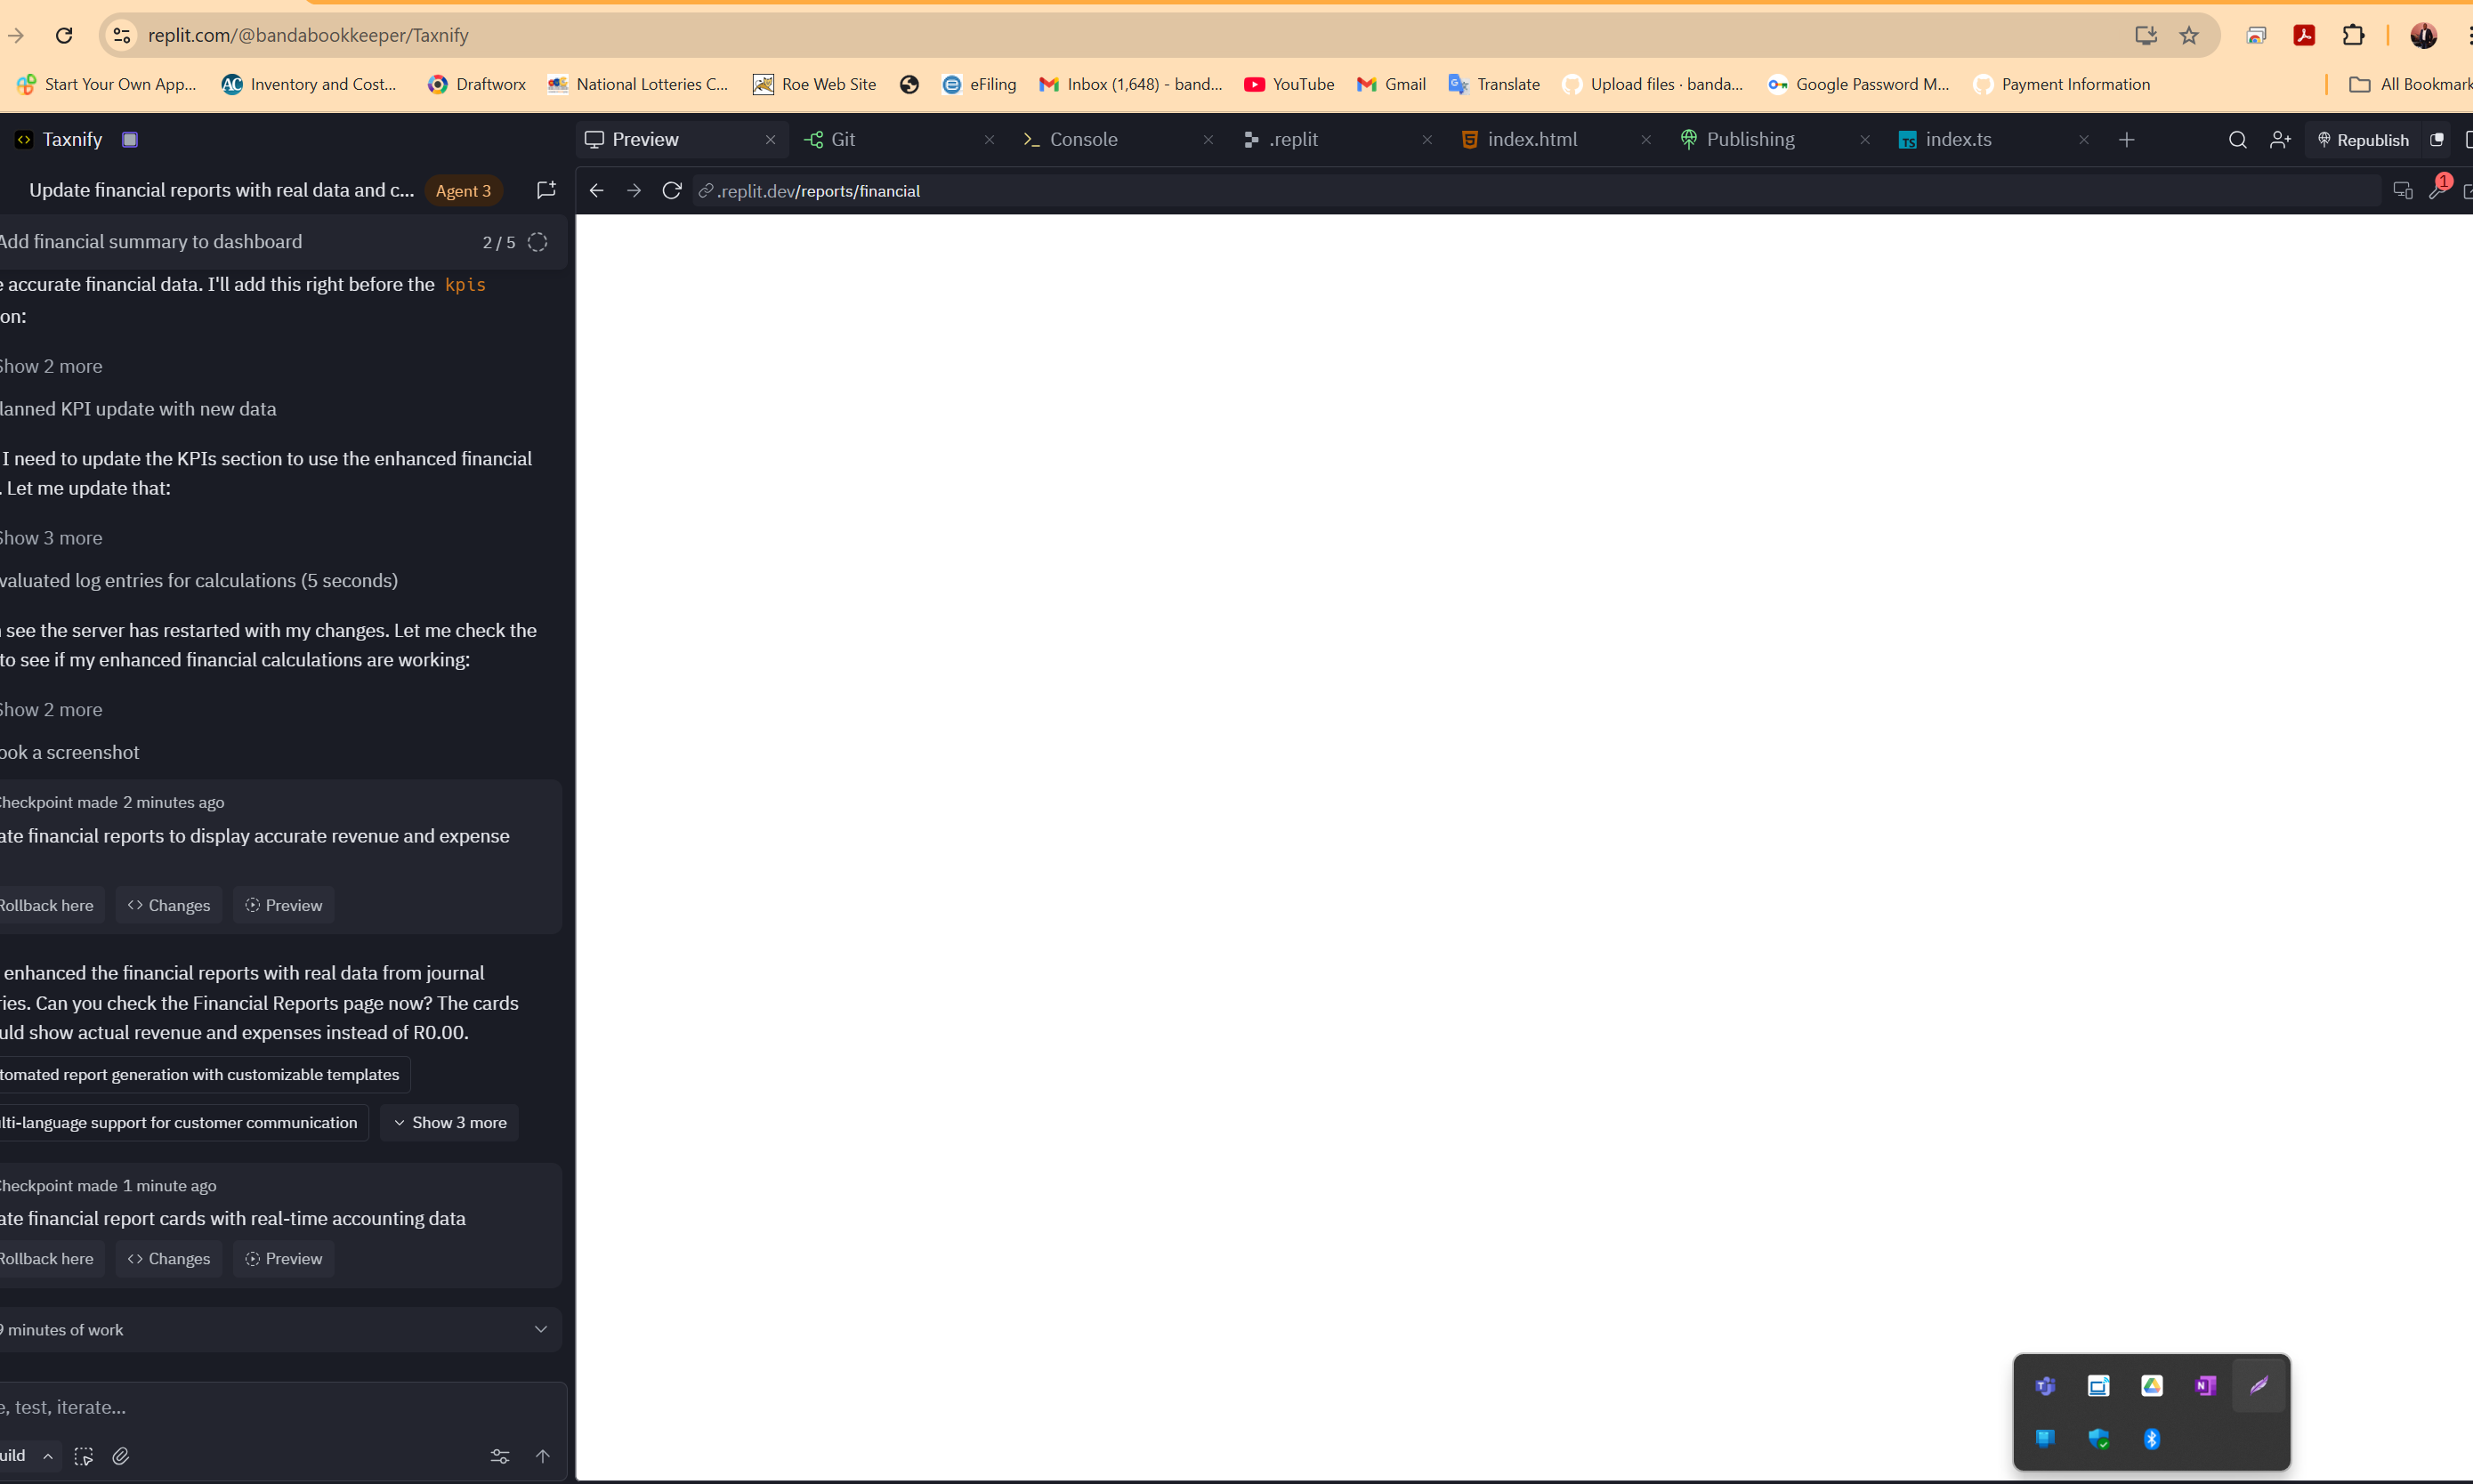 replit.com/@bandabookkeeper/Taxnify
Start Your Own App...
Inventory and Cost...
Draftworx
National Lotteries C...
Roe Web Site
eFiling
Inbox (1,648) - band...
YouTube
Gmail
Translate
Upload files · banda...
Google Password M...
Payment Information
All Bookmark
Taxnify
Preview
Git
Console
.replit
index.html
Publishing
index.ts
Republish
Update financial reports with real data and c...
Agent 3
.replit.dev/reports/financial
1
Add financial summary to dashboard
2 / 5
e accurate financial data. I'll add this right before the kpis
on:
Show 2 more
lanned KPI update with new data
I need to update the KPIs section to use the enhanced financial
. Let me update that:
Show 3 more
valuated log entries for calculations (5 seconds)
see the server has restarted with my changes. Let me check the
to see if my enhanced financial calculations are working:
Show 2 more
ook a screenshot
Checkpoint made 2 minutes ago
ate financial reports to display accurate revenue and expense
Rollback here
Changes
Preview
enhanced the financial reports with real data from journal
ries. Can you check the Financial Reports page now? The cards
uld show actual revenue and expenses instead of R0.00.
tomated report generation with customizable templates
lti-language support for customer communication
Show 3 more
Checkpoint made 1 minute ago
ate financial report cards with real-time accounting data
Rollback here
Changes
Preview
9 minutes of work
e, test, iterate...
uild